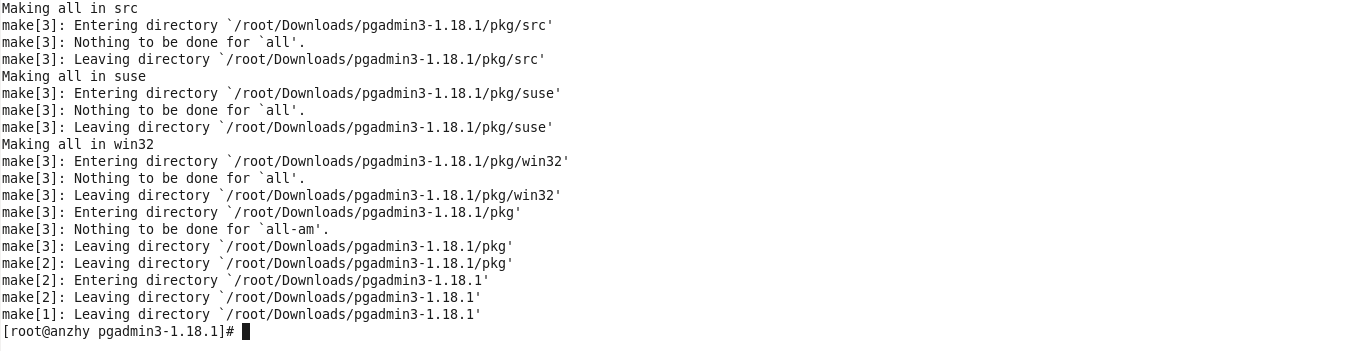 Making all in src
make[3]: Entering directory `/root/Downloads/pgadmin3-1.18.1/pkg/src'
make[3]: Nothing to be done for `all'.
make[3]: Leaving directory `/root/Downloads/pgadmin3-1.18.1/pkg/src'
Making all in suse
make[3]: Entering directory `/root/Downloads/pgadmin3-1.18.1/pkg/suse'
make[3]: Nothing to be done for `all'.
make[3]: Leaving directory `/root/Downloads/pgadmin3-1.18.1/pkg/suse'
Making all in win32
make[3]: Entering directory `/root/Downloads/pgadmin3-1.18.1/pkg/win32'
make[3]: Nothing to be done for `all'.
make[3]: Leaving directory `/root/Downloads/pgadmin3-1.18.1/pkg/win32'
make[3]: Entering directory `/root/Downloads/pgadmin3-1.18.1/pkg'
make[3]: Nothing to be done for `all-am'.
make[3]: Leaving directory `/root/Downloads/pgadmin3-1.18.1/pkg'
make[2]: Leaving directory `/root/Downloads/pgadmin3-1.18.1/pkg'
make[2]: Entering directory `/root/Downloads/pgadmin3-1.18.1'
make[2]: Leaving directory `/root/Downloads/pgadmin3-1.18.1'
make[1]: Leaving directory `/root/Downloads/pgadmin3-1.18.1'
[root@anzhy pgadmin3-1.18.1]#